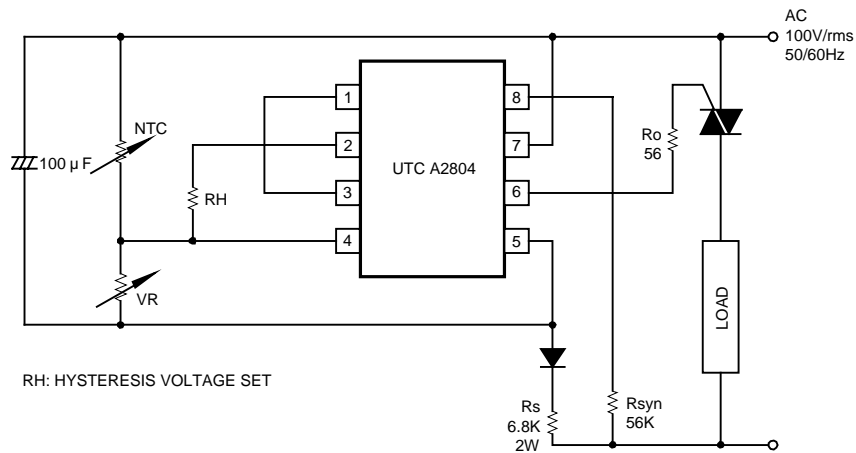 AC
100V/rms
50/60Hz
1
8
NTC
Ro
56
100 μ F
2
7
UTC A2804
RH
3
6
4
5
VR
LOAD
RH: HYSTERESIS VOLTAGE SET
Rs
6.8K
2W
Rsyn
56K